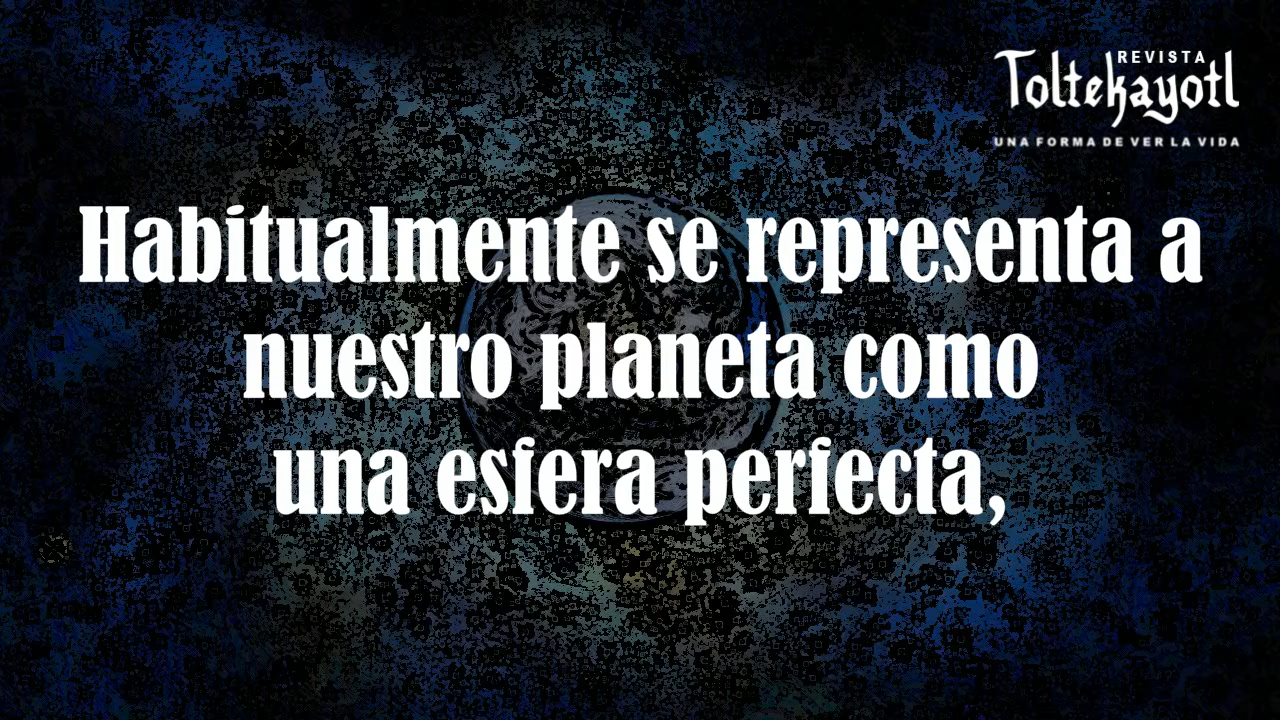 REVISTA
Toltekayotl
UNA FORMA DE VER LA VIDA
Habitualmente se representa a
nuestro planeta como
una esfera perfecta,